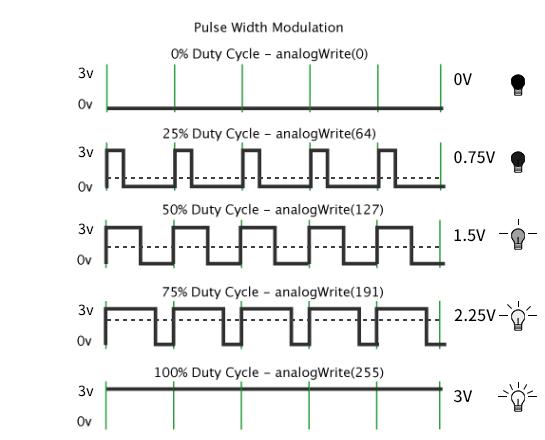 Pulse Width Modulation
0% Duty Cycle – analogWrite(0)
3v
0V
0v
25% Duty Cycle – analogWrite(64)
3v
0.75V
0v
50% Duty Cycle – analogWrite(127)
3v
1.5V
0v
75% Duty Cycle – analogWrite(191)
3v
2.25V
0v
100% Duty Cycle – analogWrite(255)
3v
3V
0v